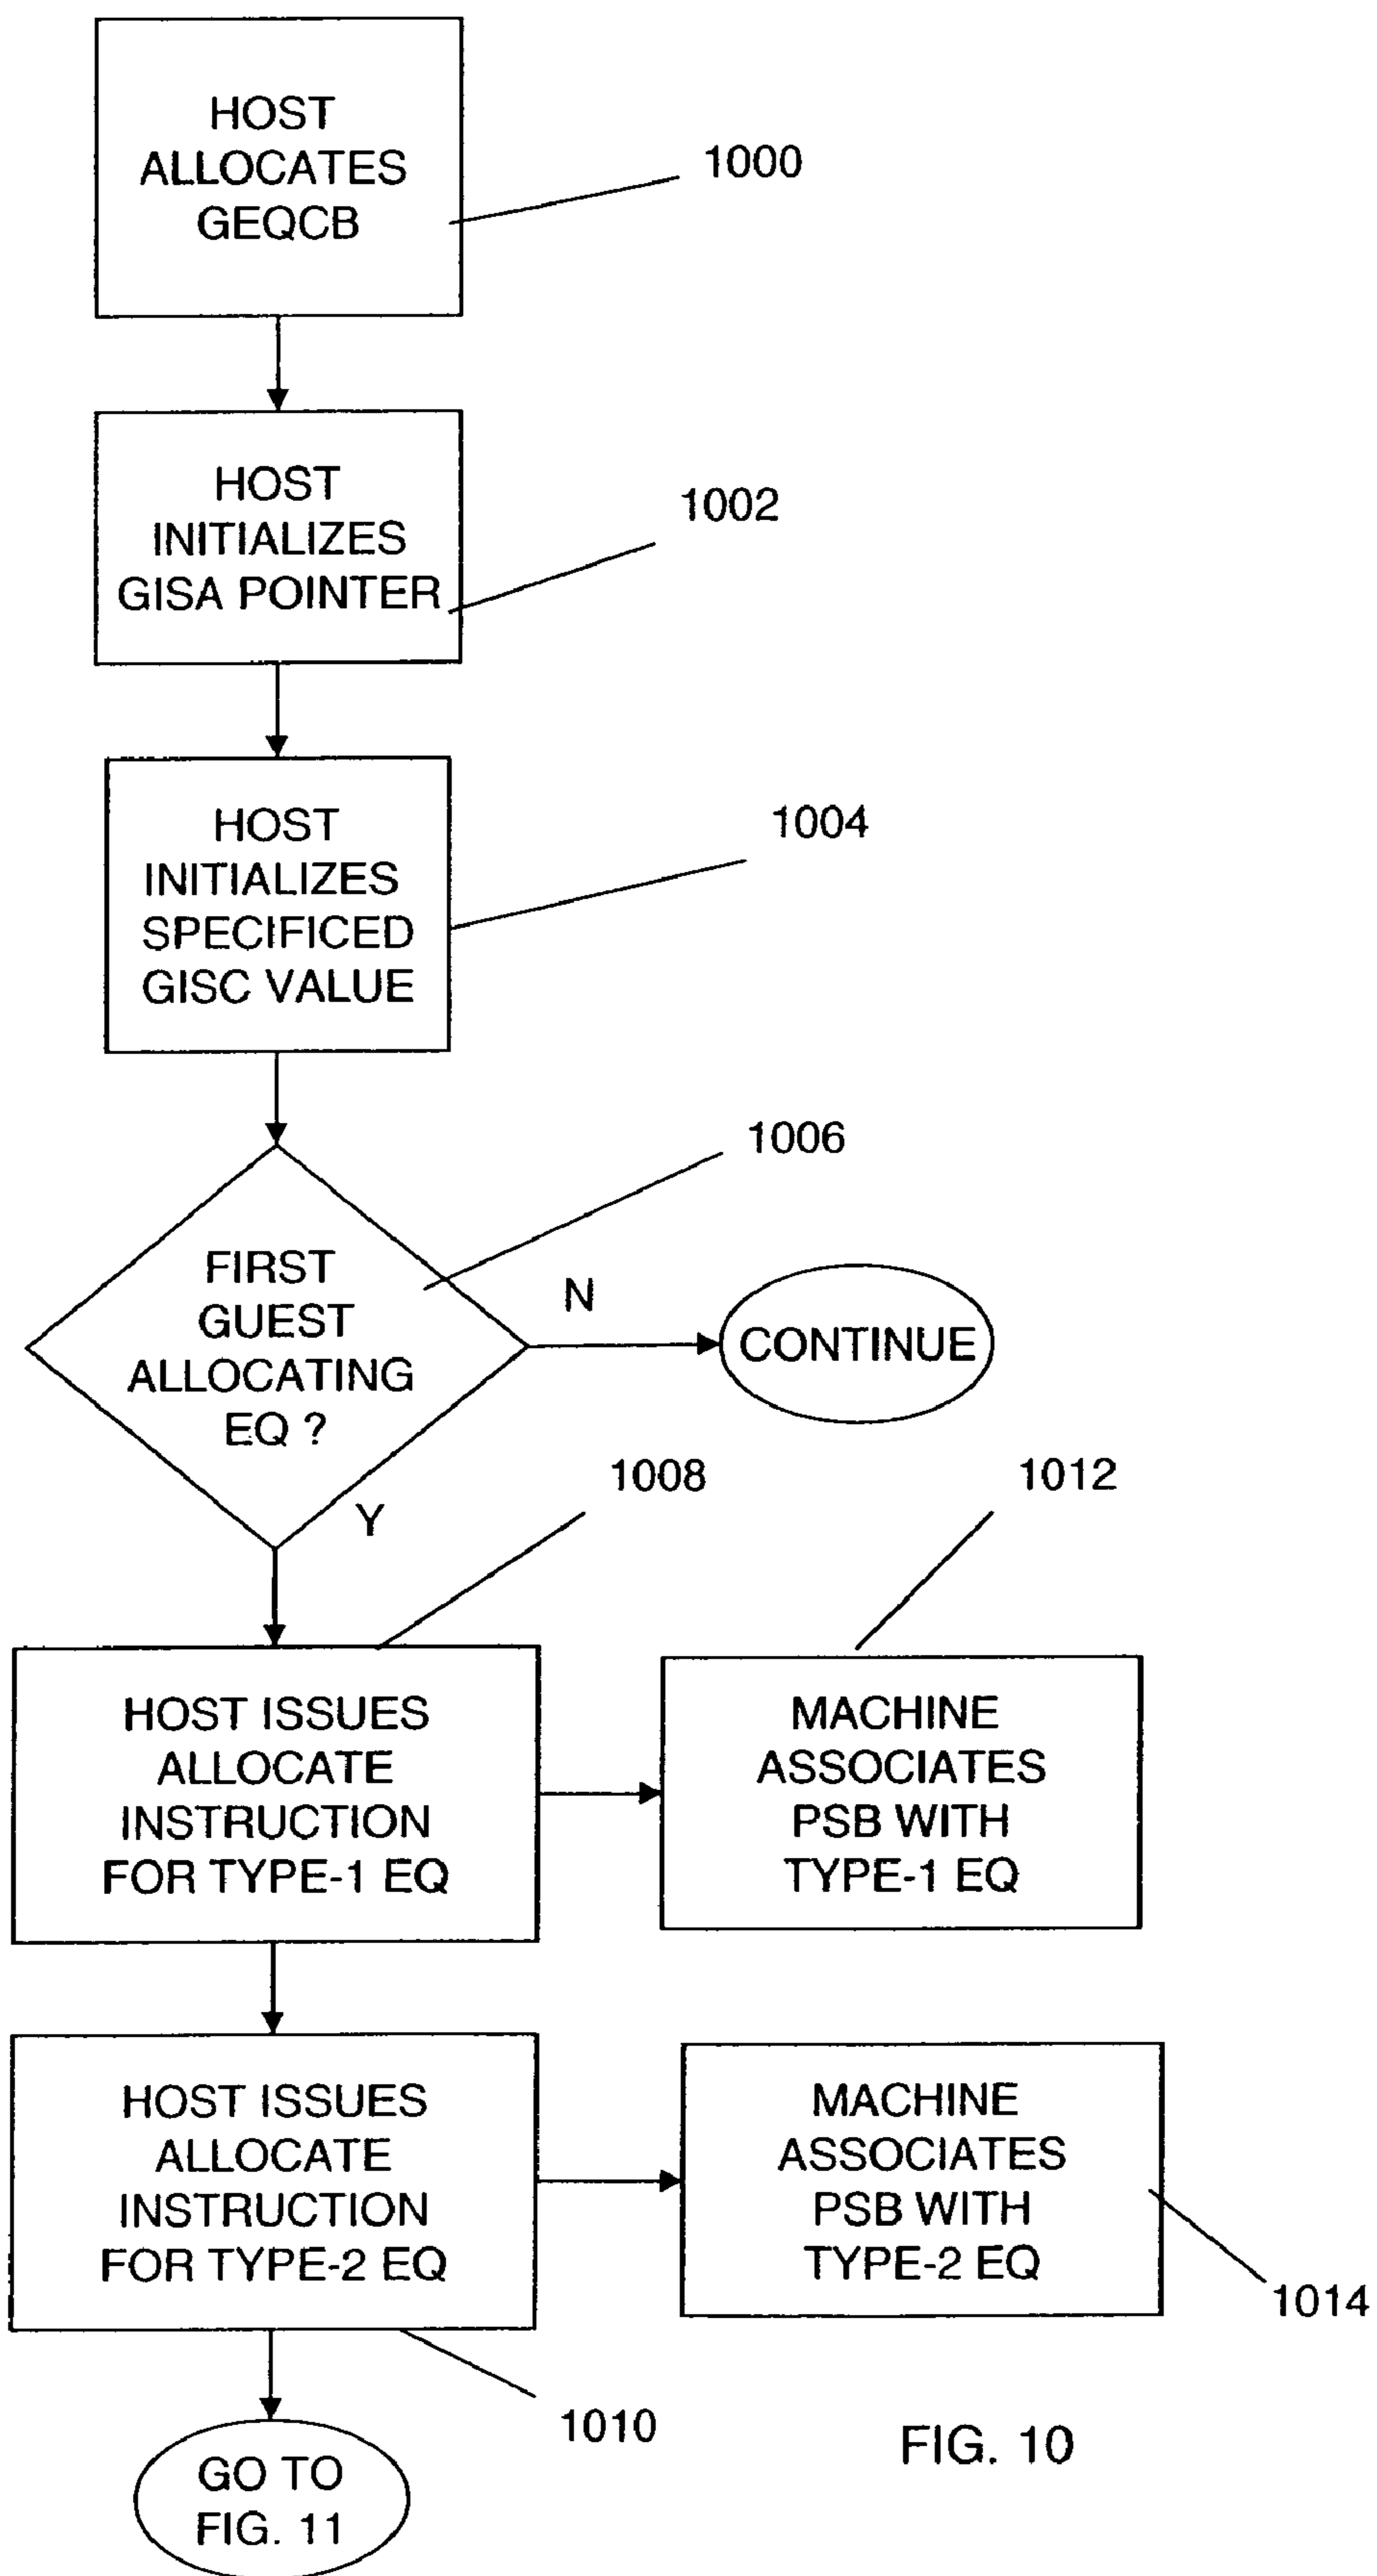 HOST
ALLOCATES
GEQCB
1000
HOST
INITIALIZES
GISA POINTER
1002
HOST
INITIALIZES
SPECIFICED
GISC VALUE
1004
1006
FIRST
GUEST
ALLOCATING
EQ ?
N
CONTINUE
Y
1008
1012
HOST ISSUES
ALLOCATE
INSTRUCTION
FOR TYPE-1 EQ
MACHINE
ASSOCIATES
PSB WITH
TYPE-1 EQ
HOST ISSUES
ALLOCATE
INSTRUCTION
FOR TYPE-2 EQ
MACHINE
ASSOCIATES
PSB WITH
TYPE-2 EQ
1014
1010
GO TO
FIG. 11
FIG. 10